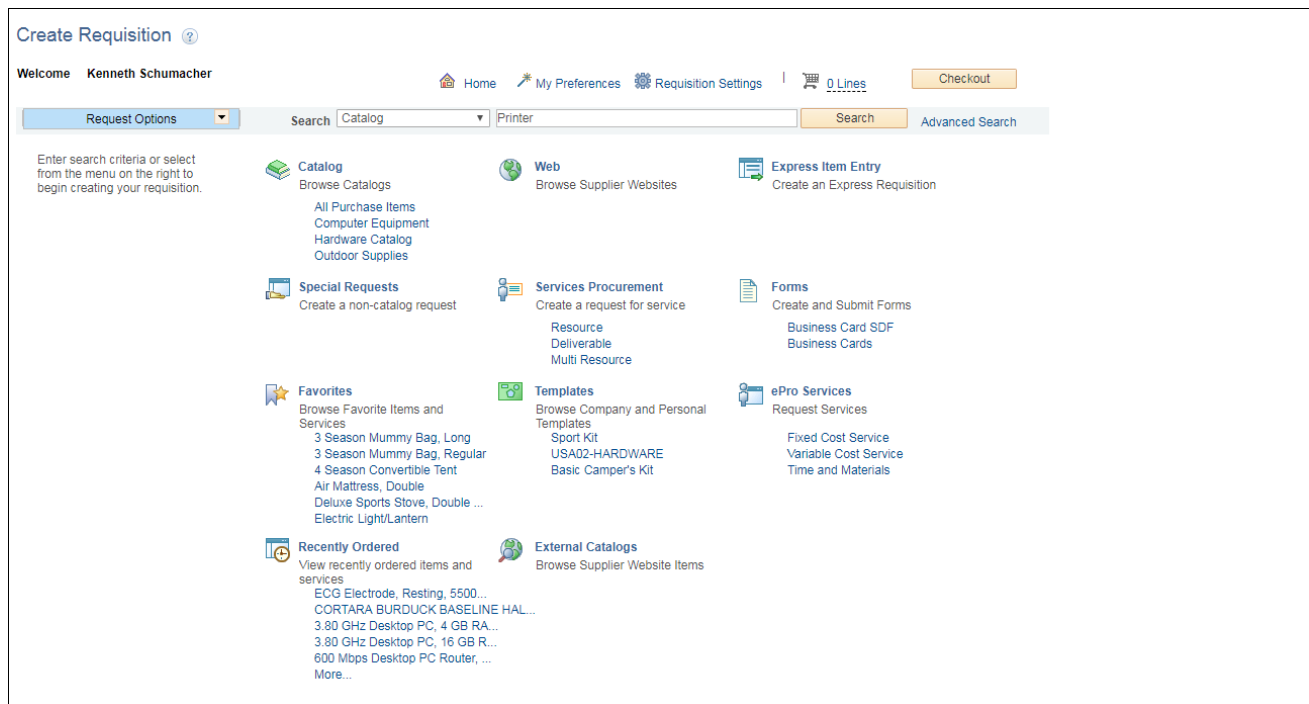 Create Requisition ?
Welcome Kenneth Schumacher
Home My Preferences Requisition Settings | 0 Lines Checkout
Request Options Search Catalog Printer Search Advanced Search
Enter search criteria or select
from the menu on the right to
begin creating your requisition.
Catalog
Browse Catalogs
All Purchase Items
Computer Equipment
Hardware Catalog
Outdoor Supplies
Web
Browse Supplier Websites
Express Item Entry
Create an Express Requisition
Special Requests
Create a non-catalog request
Services Procurement
Create a request for service
Resource
Deliverable
Multi Resource
Forms
Create and Submit Forms
Business Card SDF
Business Cards
Favorites
Browse Favorite Items and
Services
3 Season Mummy Bag, Long
3 Season Mummy Bag, Regular
4 Season Convertible Tent
Air Mattress, Double
Deluxe Sports Stove, Double ...
Electric Light/Lantern
Templates
Browse Company and Personal
Templates
Sport Kit
USA02-HARDWARE
Basic Camper's Kit
ePro Services
Request Services
Fixed Cost Service
Variable Cost Service
Time and Materials
Recently Ordered
View recently ordered items and
services
ECG Electrode, Resting, 5500...
CORTARA BURDUCK BASELINE HAL...
3.80 GHz Desktop PC, 4 GB RA...
3.80 GHz Desktop PC, 16 GB R...
600 Mbps Desktop PC Router, ...
More...
External Catalogs
Browse Supplier Website Items